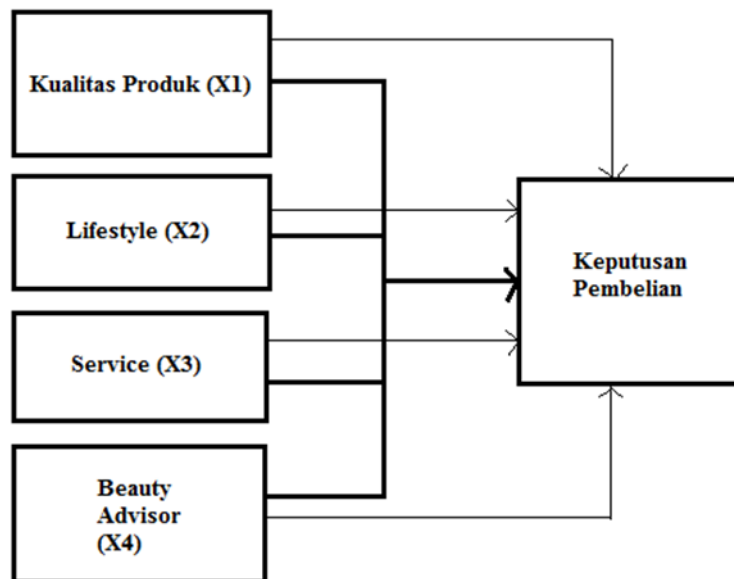 Kualitas Produk (X1)
Lifestyle (X2)
Service (X3)
Beauty
Advisor
(X4)
Keputusan
Pembelian